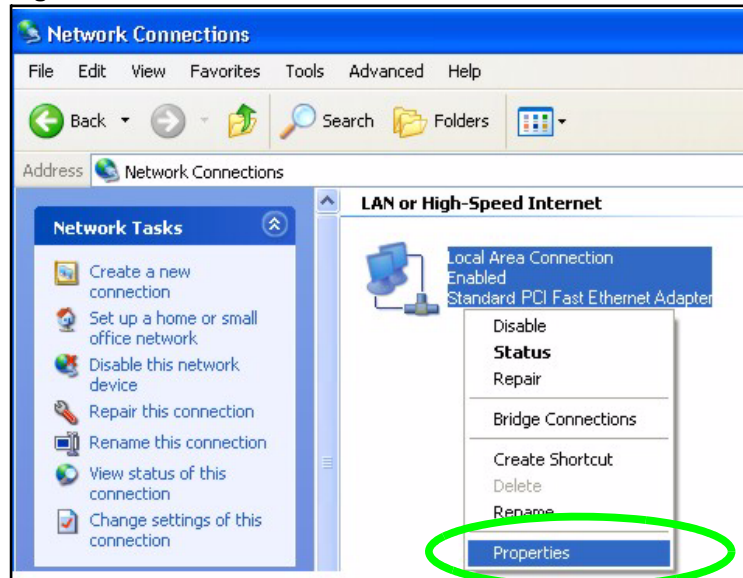 Network Connections
File Edit View Favorites Tools Advanced Help
Back Search Folders
Address Network Connections
Network Tasks
Create a new
connection
Set up a home or small
office network
Disable this network
device
Repair this connection
Rename this connection
View status of this
connection
Change settings of this
connection
LAN or High-Speed Internet
Local Area Connection
Enabled
Standard PCI Fast Ethernet Adapter
Disable
Status
Repair
Bridge Connections
Create Shortcut
Delete
Rename
Properties